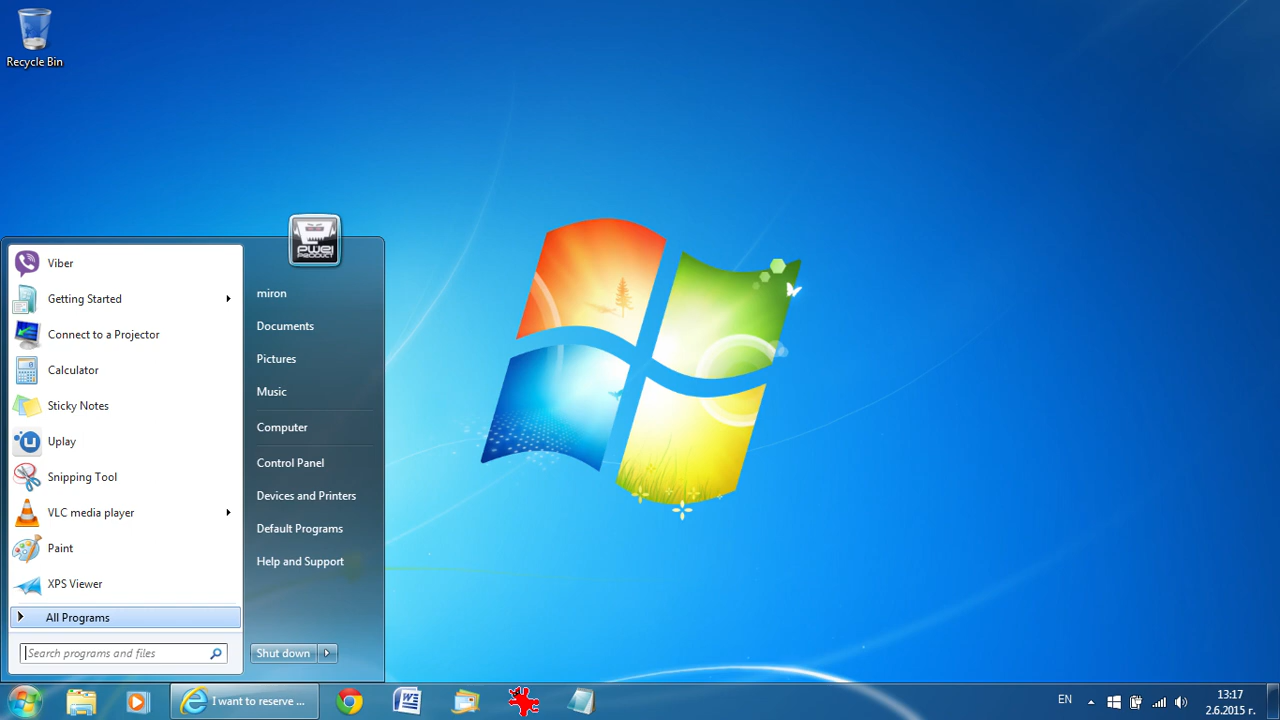 Recycle Bin
PWEI
PRODUCT
Viber
Getting Started
Connect to a Projector
Calculator
Sticky Notes
Uplay
Snipping Tool
VLC media player
Paint
XPS Viewer
All Programs
Search programs and files
miron
Documents
Pictures
Music
Computer
Control Panel
Devices and Printers
Default Programs
Help and Support
Shut down
I want to reserve ...
EN
13:17
2.6.2015 г.